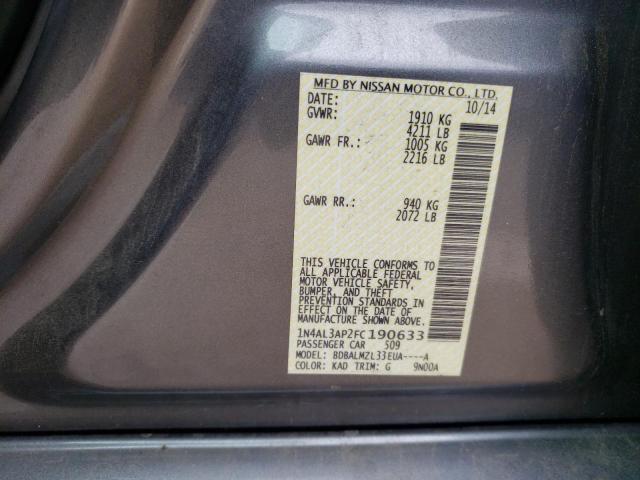 MFD BY NISSAN MOTOR CO., LTD.
DATE: 10/14
GVWR: 1910 KG
4211 LB
GAWR FR.: 1005 KG
2216 LB
GAWR RR.: 940 KG
2072 LB
THIS VEHICLE CONFORMS TO
ALL APPLICABLE FEDERAL
MOTOR VEHICLE SAFETY,
BUMPER, AND THEFT
PREVENTION STANDARDS IN
EFFECT ON THE DATE OF
MANUFACTURE SHOWN ABOVE.
1N4AL3AP2FC190633
PASSENGER CAR 509
MODEL: BDBALMZL33EUA----A
COLOR: KAD TRIM: G 9N00A